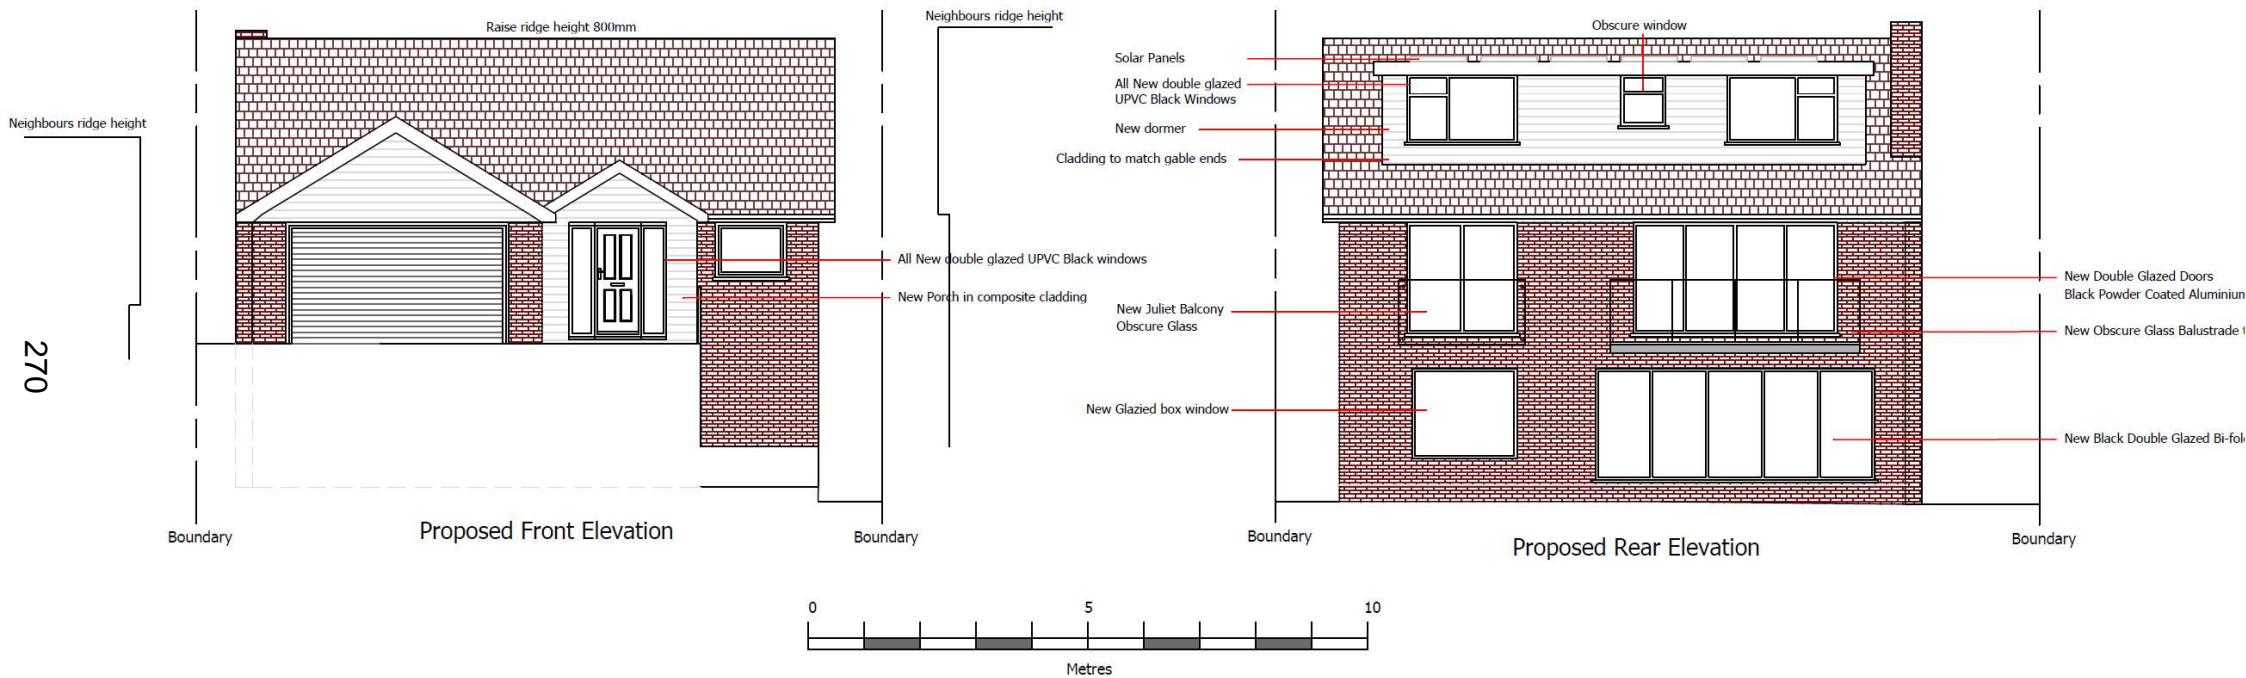 Raise ridge height 800mm
Neighbours ridge height
Neighbours ridge height
All New double glazed UPVC Black windows
New Porch in composite cladding
270
Boundary
Proposed Front Elevation
Boundary
Obscure window
Solar Panels
All New double glazed
UPVC Black Windows
New dormer
Cladding to match gable ends
New Juliet Balcony
Obscure Glass
New Glazied box window
New Double Glazed Doors
Black Powder Coated Aluminium
New Obscure Glass Balustrade
New Black Double Glazed
Boundary
Proposed Rear Elevation
Boundary
0 5 10
Metres